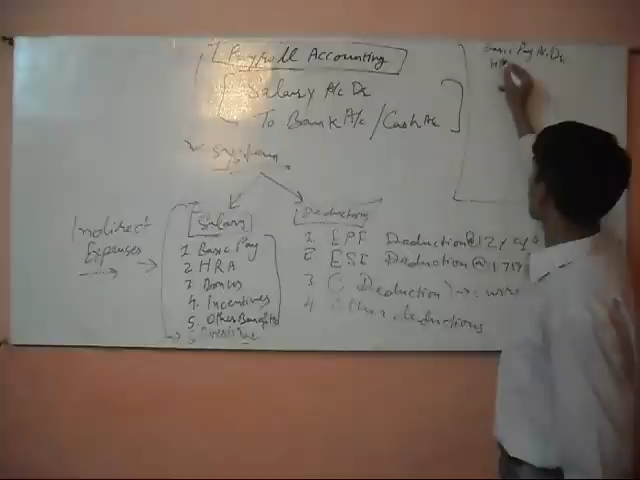 Payroll Accounting
Salary A/c Dr
To Bank A/c / Cash A/c
system
Indirect
Expenses
Salary
1 Basic Pay
2 HRA
3 Bonus
4. Incentives
5. Other Benefits
Deductions
1 EPF Deduction@12%
ESI Deduction@1.75%
3 Deduction
4 Other deductions
Basic Pay A/c Dr